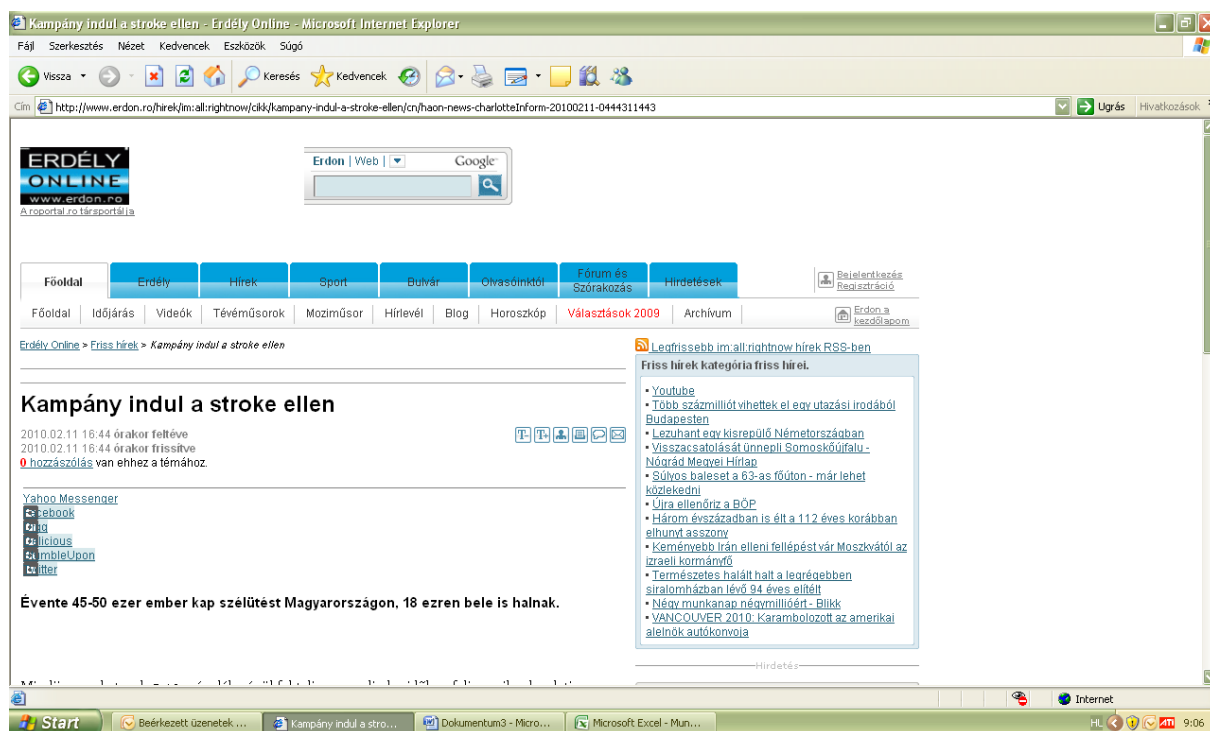 Kampány indul a stroke ellen - Erdély Online - Microsoft Internet Explorer
Fájl Szerkesztés Nézet Kedvencek Eszközök Súgó
Vissza Keresés Kedvencek
Cím http://www.erdon.ro/hirek/im:all:rightnow/cikk/kampany-indul-a-stroke-ellen/cn/haon-news-charlotteInform-20100211-0444311443 Ugrás Hivatkozások
ERDÉLY
ONLINE
www.erdon.ro
A roportal.ro társportálja
Erdon | Web | Google
Főoldal Erdély Hírek Sport Bulvár Olvasóinktól Fórum és Szórakozás Hirdetések
Bejelentkezés
Regisztráció
Főoldal Időjárás Videók Tévéműsorok Moziműsor Hírlevél Blog Horoszkóp Választások 2009 Archívum
Erdon a
kezdőlapom
Erdély Online > Friss hírek > Kampány indul a stroke ellen
Kampány indul a stroke ellen
2010.02.11 16:44 órakor feltéve
2010.02.11 16:44 órakor frissítve
0 hozzászólás van ehhez a témához.
T- T+
Yahoo Messenger
Évente 45-50 ezer ember kap szélütést Magyarországon, 18 ezren bele is halnak.
Legfrissebb im:all:rightnow hírek RSS-ben
Friss hírek kategória friss hírei.
• Youtube
• Több százmilliót vihettek el egy utazási irodából
Budapesten
• Lezuhant egy kisrepülő Németországban
• Visszacsatolását ünnepli Somoskőújfalu -
Nógrád Megyei Hírlap
• Súlyos baleset a 63-as főúton - már lehet
közlekedni
• Újra ellenőriz a BÖP
• Három évszázadban is élt a 112 éves korábban
elhunyt asszony
• Keményebb Irán elleni fellépést vár Moszkvától az
izraeli kormányfő
• Természetes halált halt a legrégebben
siralomházban lévő 94 éves elítélt
• Négy munkanap négymillióért - Blikk
• VANCOUVER 2010: Karambolozott az amerikai
alelnök autókonvoja
Hirdetés
Internet
Start Beérkezett üzenetek ... Kampány indul a stro... Dokumentum3 - Micro... Microsoft Excel - Mun... HU ATI 9:06